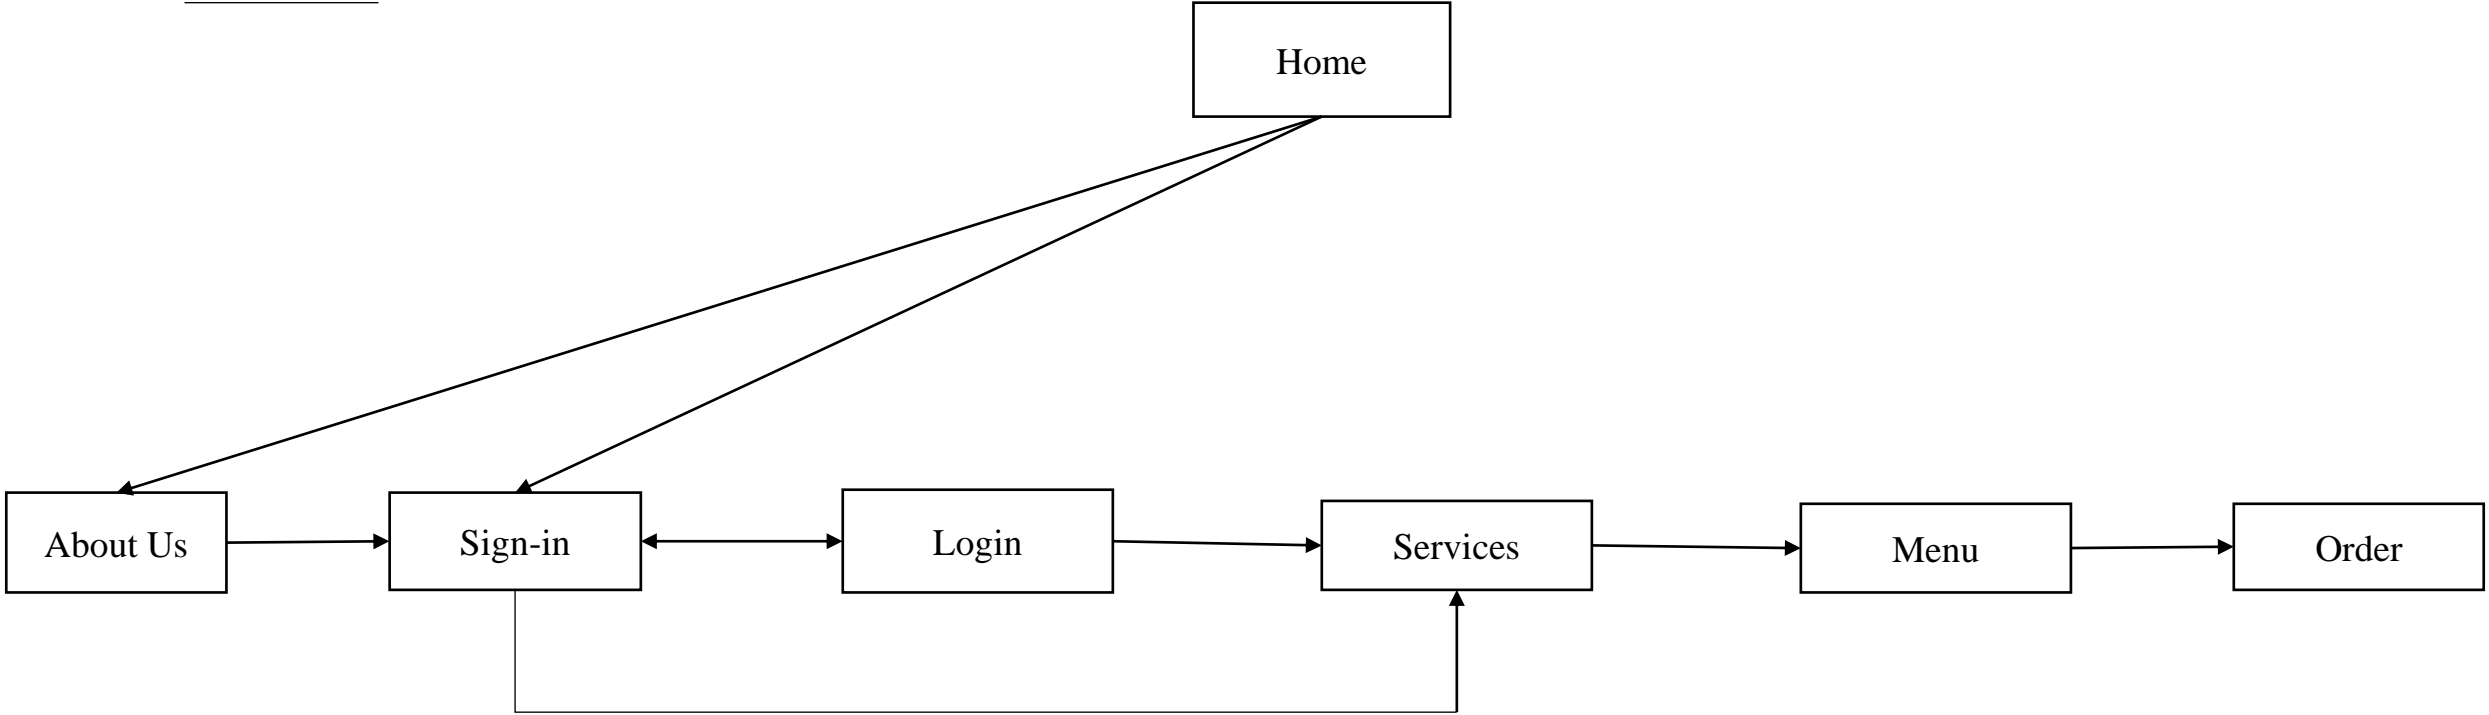 Home
About Us
Sign-in
Login
Services
Menu
Order